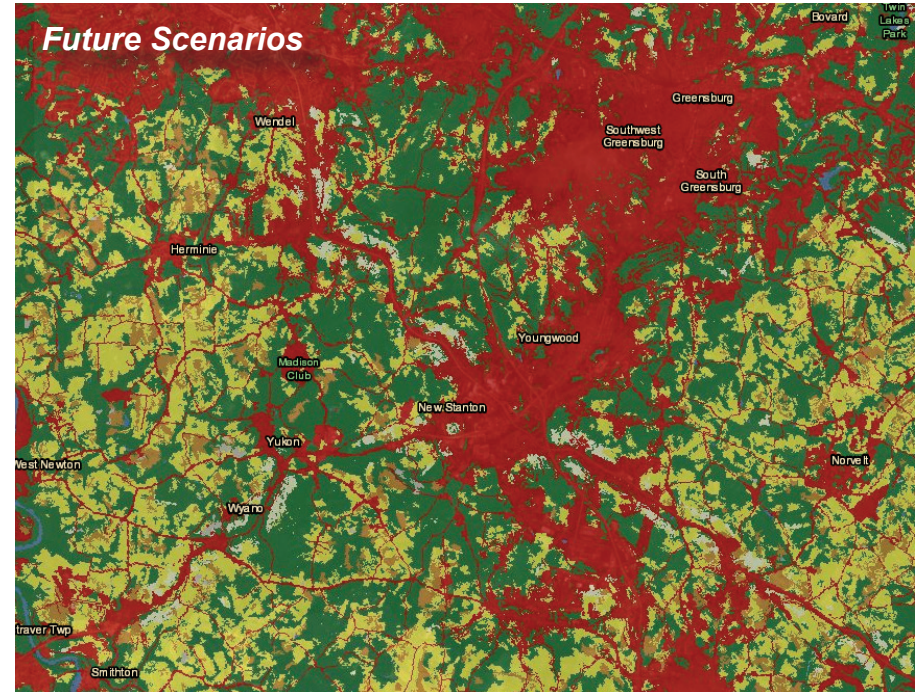 Future Scenarios
Bovard
Twin
Lakes
Park
Greensburg
Wendel
Southwest
Greensburg
South
Greensburg
Herminie
Youngwood
Madison
Club
New Stanton
Yukon
West Newton
Norvelt
Wyano
traver Twp
Smithton